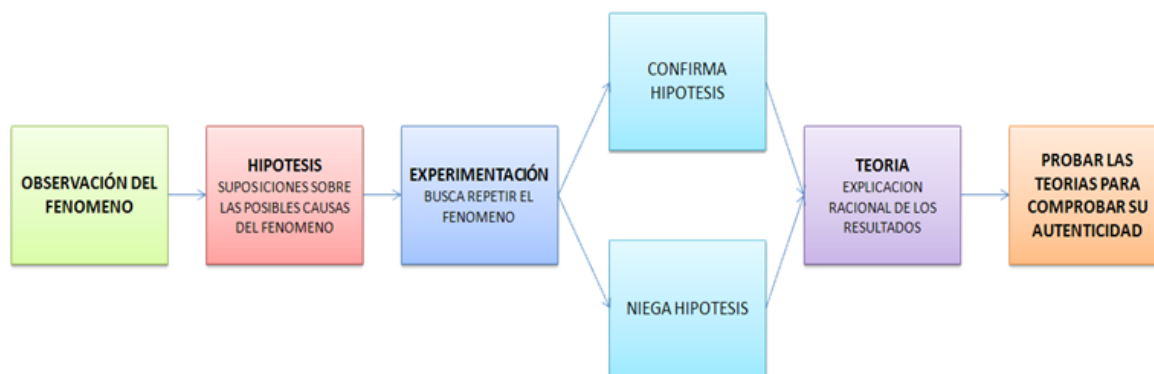 OBSERVACIÓN DEL
FENOMENO
HIPOTESIS
SUPOSICIONES SOBRE
LAS POSIBLES CAUSAS
DEL FENOMENO
EXPERIMENTACIÓN
BUSCA REPETIR EL
FENOMENO
CONFIRMA
HIPOTESIS
NIEGA HIPOTESIS
TEORIA
EXPLICACION
RACIONAL DE LOS
RESULTADOS
PROBAR LAS
TEORIAS PARA
COMPROBAR SU
AUTENTICIDAD